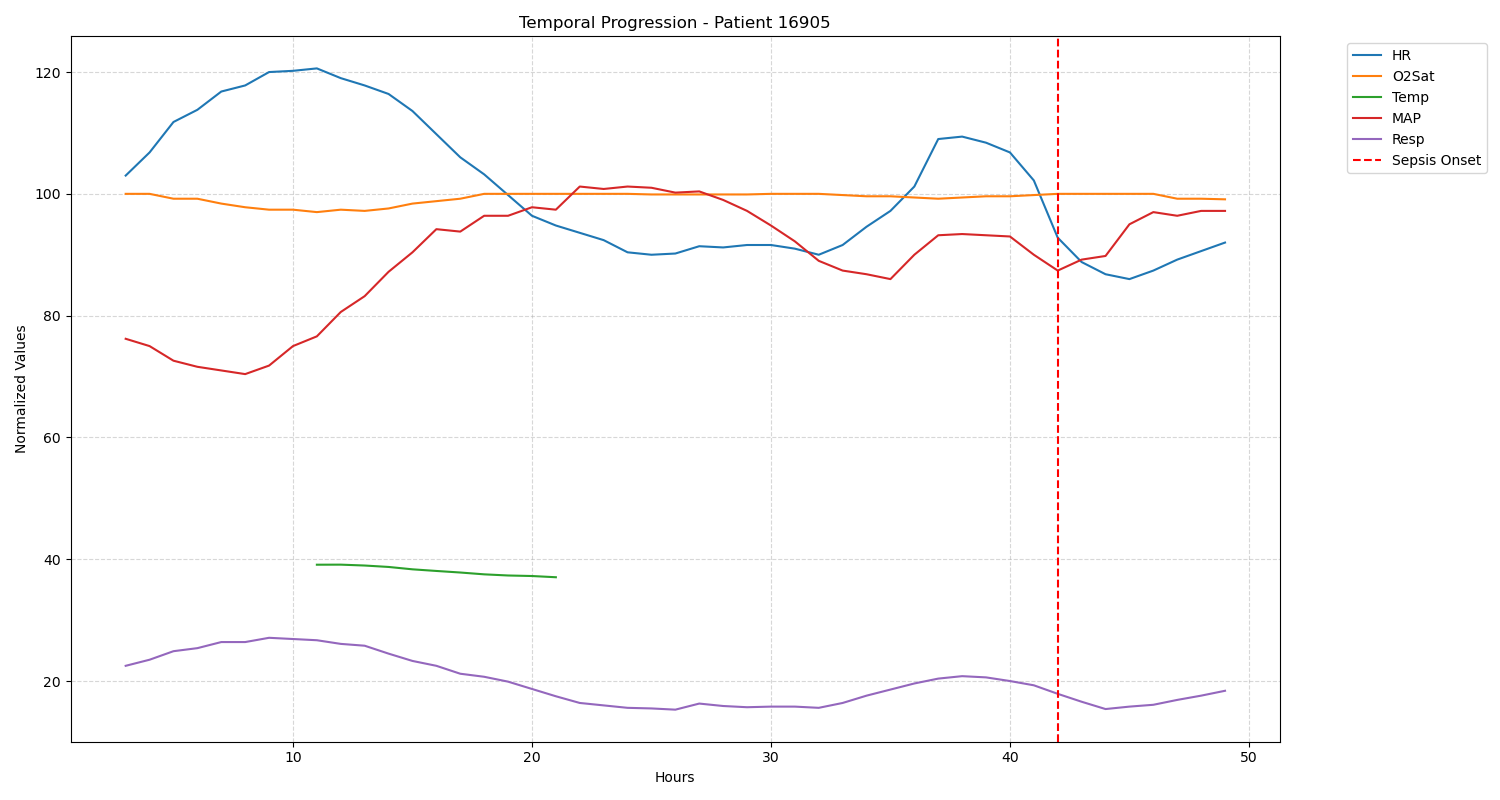 Temporal Progression - Patient 16905
HR
O2Sat
Temp
MAP
Resp
Sepsis Onset
Normalized Values
120
100
80
60
40
20
10 20 30 40 50
Hours